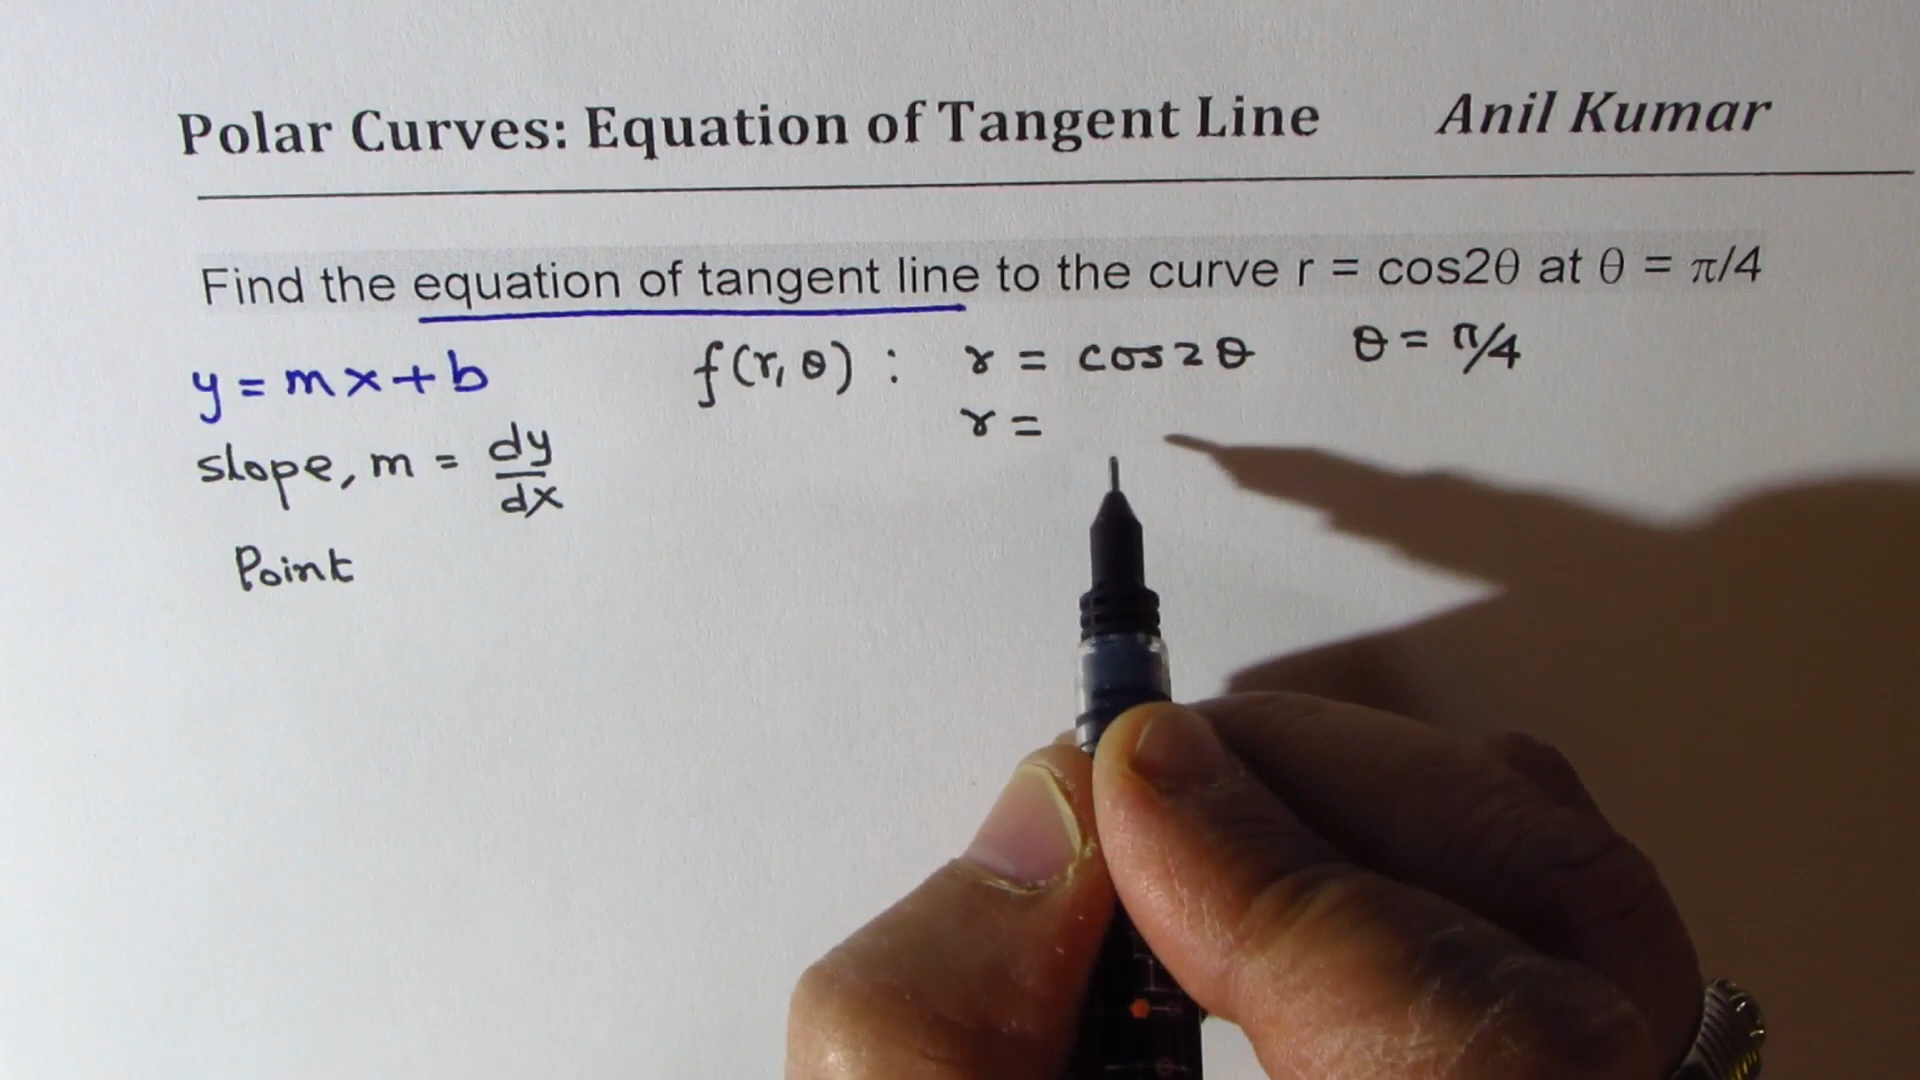 Polar Curves: Equation of Tangent Line Anil Kumar
Find the equation of tangent line to the curve r = cos2θ at θ = π/4
y = mx + b f(r, θ) : r = cos2θ θ = π/4
r =
slope, m = dy/dx
Point